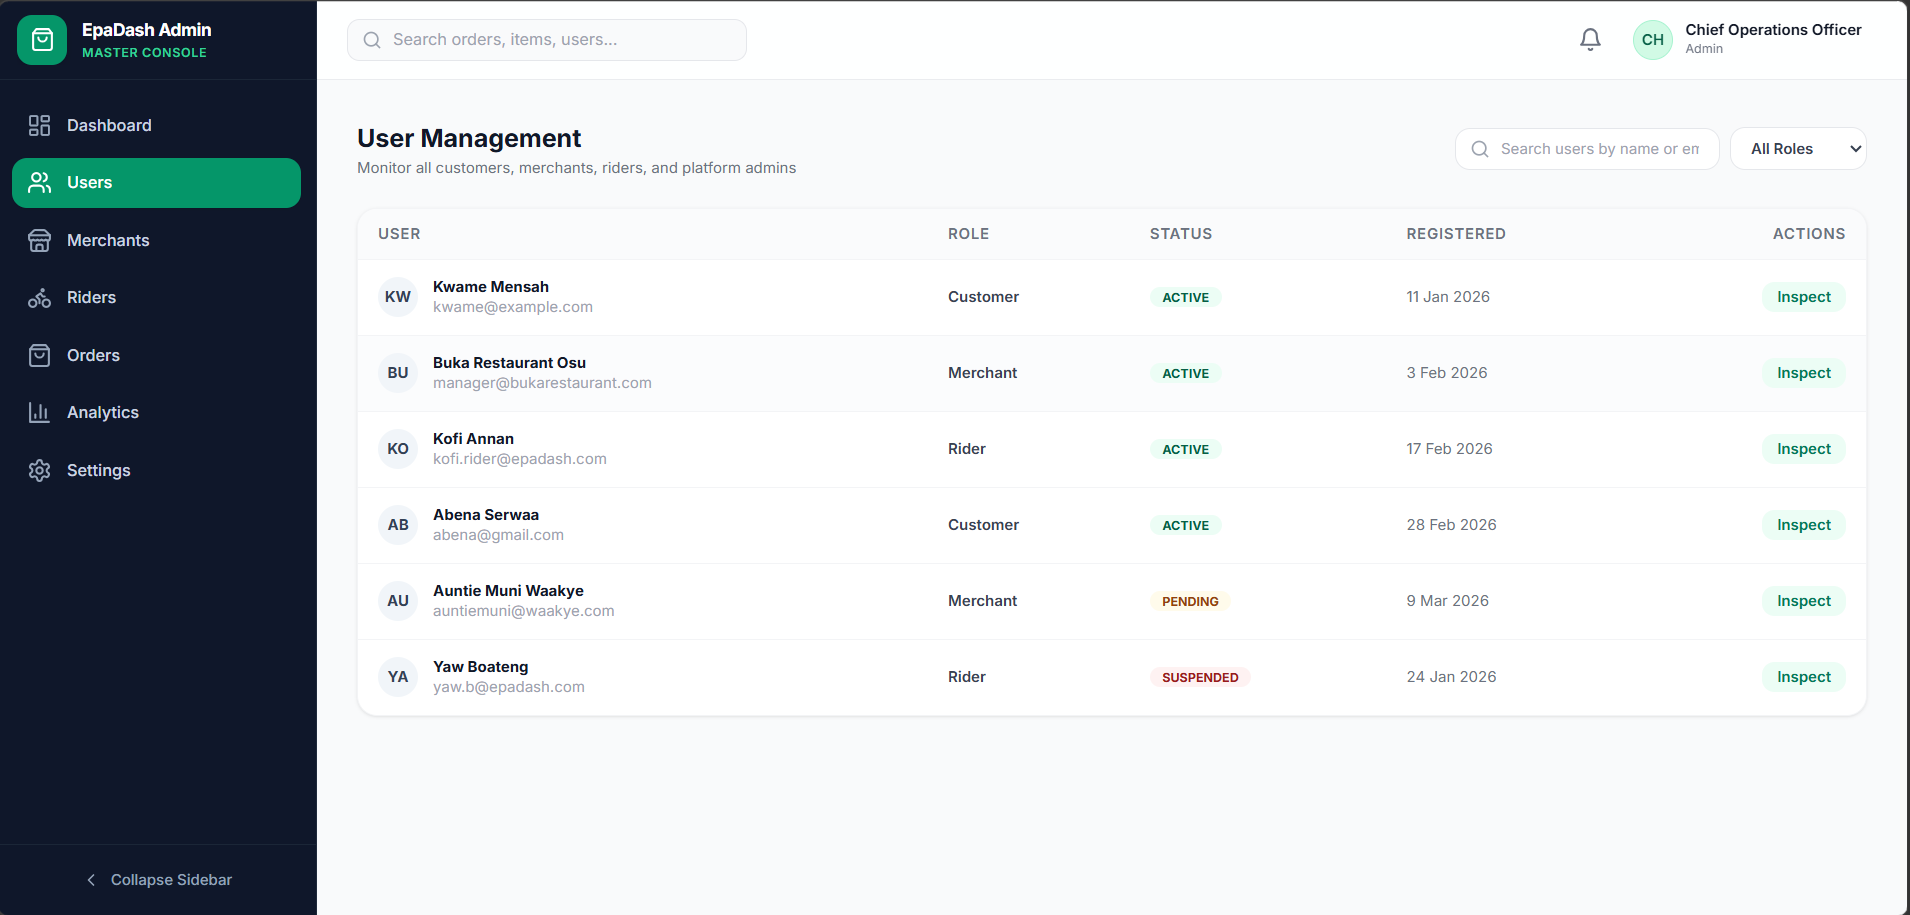 EpaDash Admin
MASTER CONSOLE
Dashboard
Users
Merchants
Riders
Orders
Analytics
Settings
Collapse Sidebar
Search orders, items, users...
CH
Chief Operations Officer
Admin
User Management
Monitor all customers, merchants, riders, and platform admins
Search users by name or em
All Roles
USER ROLE STATUS REGISTERED ACTIONS
KW Kwame Mensah Customer ACTIVE 11 Jan 2026 Inspect
kwame@example.com
BU Buka Restaurant Osu Merchant ACTIVE 3 Feb 2026 Inspect
manager@bukarestaurant.com
KO Kofi Annan Rider ACTIVE 17 Feb 2026 Inspect
kofi.rider@epadash.com
AB Abena Serwaa Customer ACTIVE 28 Feb 2026 Inspect
abena@gmail.com
AU Auntie Muni Waakye Merchant PENDING 9 Mar 2026 Inspect
auntiemuni@waakye.com
YA Yaw Boateng Rider SUSPENDED 24 Jan 2026 Inspect
yaw.b@epadash.com